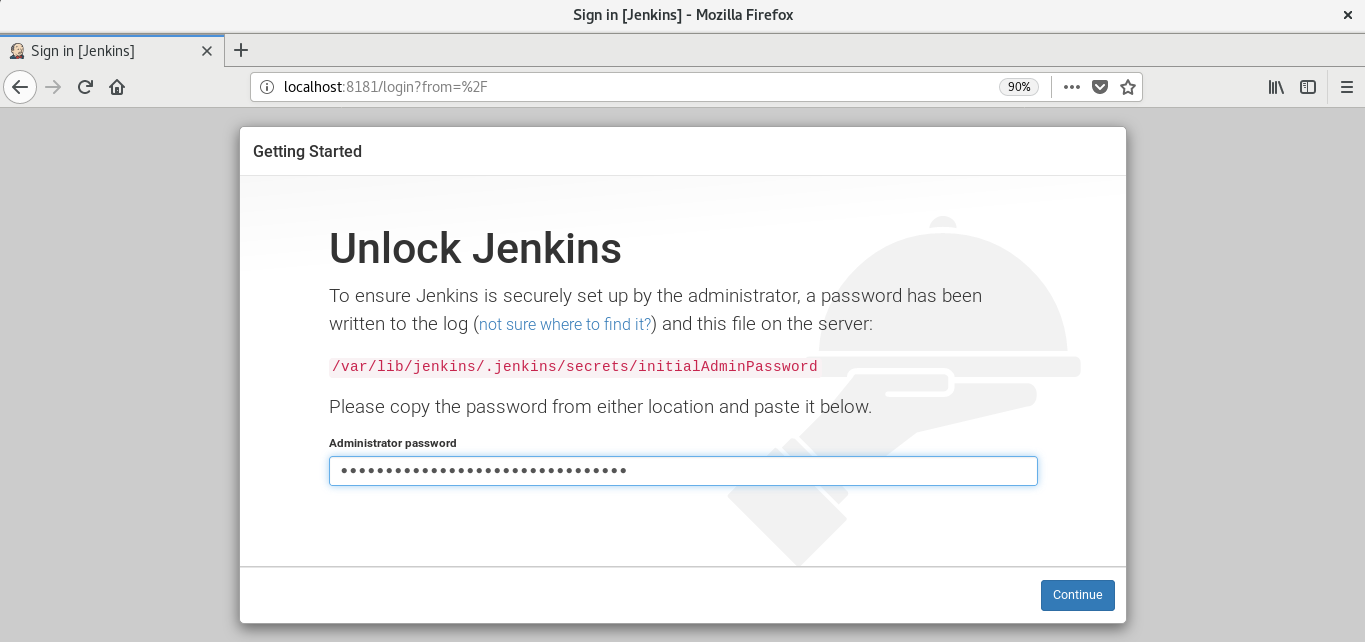 Sign in [Jenkins] - Mozilla Firefox
Sign in [Jenkins]
localhost:8181/login?from=%2F
90%
Getting Started
Unlock Jenkins
To ensure Jenkins is securely set up by the administrator, a password has been
written to the log (not sure where to find it?) and this file on the server:
/var/lib/jenkins/.jenkins/secrets/initialAdminPassword
Please copy the password from either location and paste it below.
Administrator password
••••••••••••••••••••••••••••••••
Continue